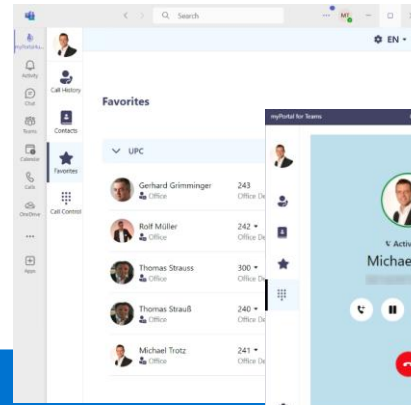 Search
MT
EN
myPortal fo...
Activity
Chat
Teams
Calendar
Calls
OneDrive
Apps
Call History
Contacts
Favorites
Call Control
Favorites
UPC
Gerhard Grimminger
243
Office
Office De
Rolf Müller
242
Office
Office De
Thomas Strauss
300
Office
Office De
Thomas Strauß
240
Office
Office De
Michael Trotz
241
Office
Office De
myPortal for Teams
Activ
Michae